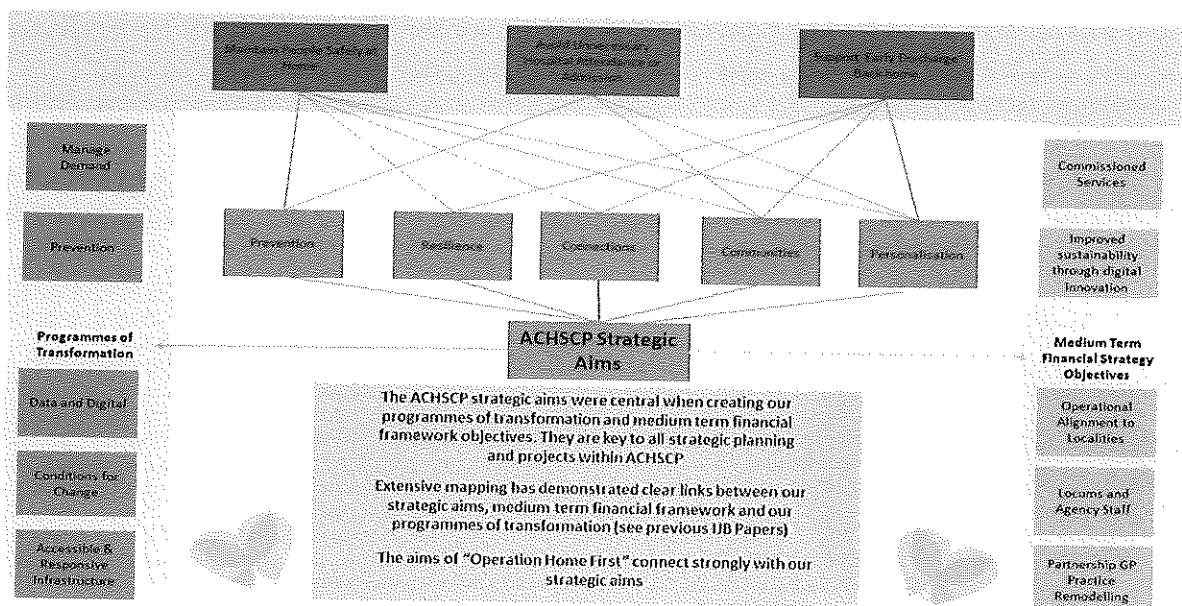 Maintain People Safely at
Home
Avoid Unnecessary
Hospital Attendance or
Admission
Support Early Discharge
Back Home
Manage
Demand
Prevention
Prevention
Resilience
Connections
Communities
Personalisation
Commissioned
Services
Improved
sustainability
through digital
Innovation
Programmes of
Transformation
ACHSCP Strategic
Aims
Medium Term
Financial Strategy
Objectives
Data and Digital
Conditions for
Change
Accessible &
Responsive
Infrastructure
The ACHSCP strategic aims were central when creating our
programmes of transformation and medium term financial
framework objectives. They are key to all strategic planning
and projects within ACHSCP
Extensive mapping has demonstrated clear links between our
strategic aims, medium term financial framework and our
programmes of transformation (see previous IJB Papers)
The aims of "Operation Home First" connect strongly with our
strategic aims
Operational
Alignment to
Localities
Locums and
Agency Staff
Partnership GP
Practice
Remodelling